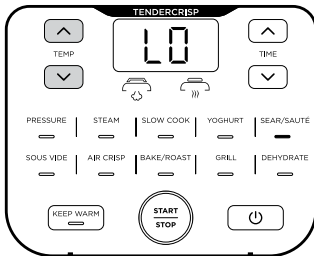 TENDERCRISP
LO
TEMP TIME
PRESSURE STEAM SLOW COOK YOGHURT SEAR/SAUTÉ
SOUS VIDE AIR CRISP BAKE/ROAST GRILL DEHYDRATE
KEEP WARM
START
STOP